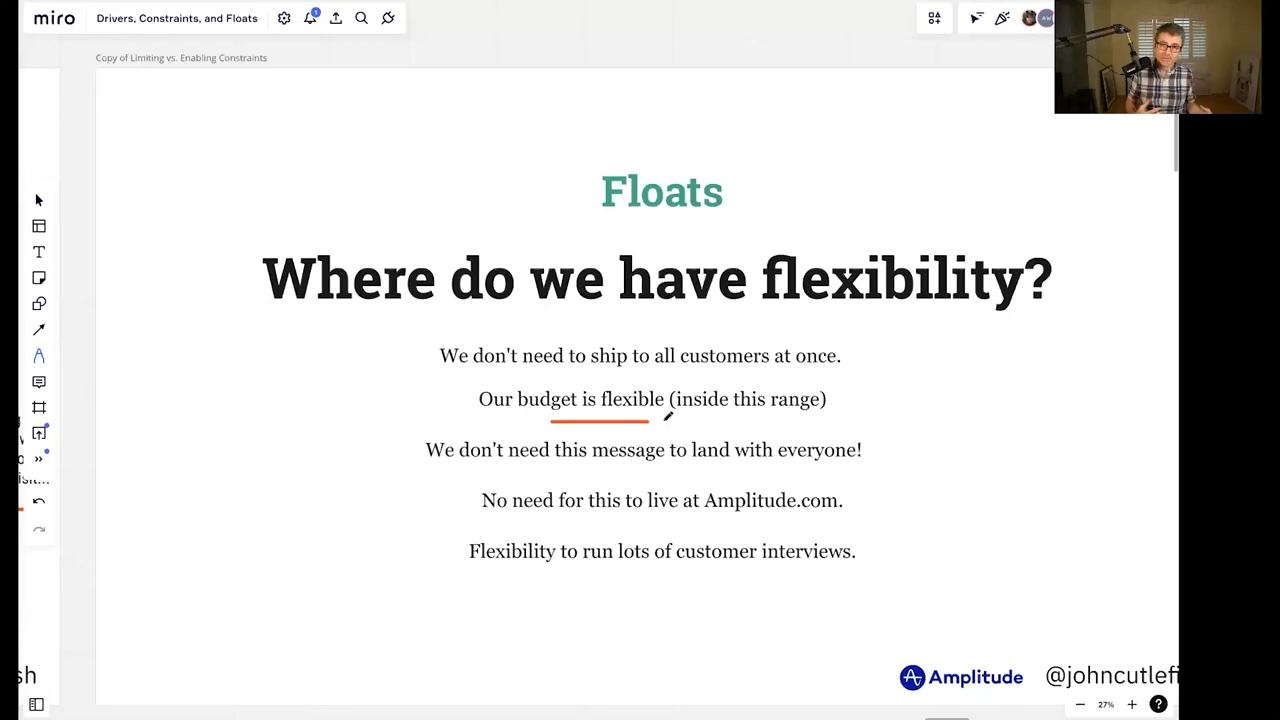 miro
Drivers, Constraints, and Floats
1
Copy of Limiting vs. Enabling Constraints
Floats
Where do we have flexibility?
We don't need to ship to all customers at once.
Our budget is flexible (inside this range)
We don't need this message to land with everyone!
No need for this to live at Amplitude.com.
Flexibility to run lots of customer interviews.
Amplitude
@johncutlefi
27%
?